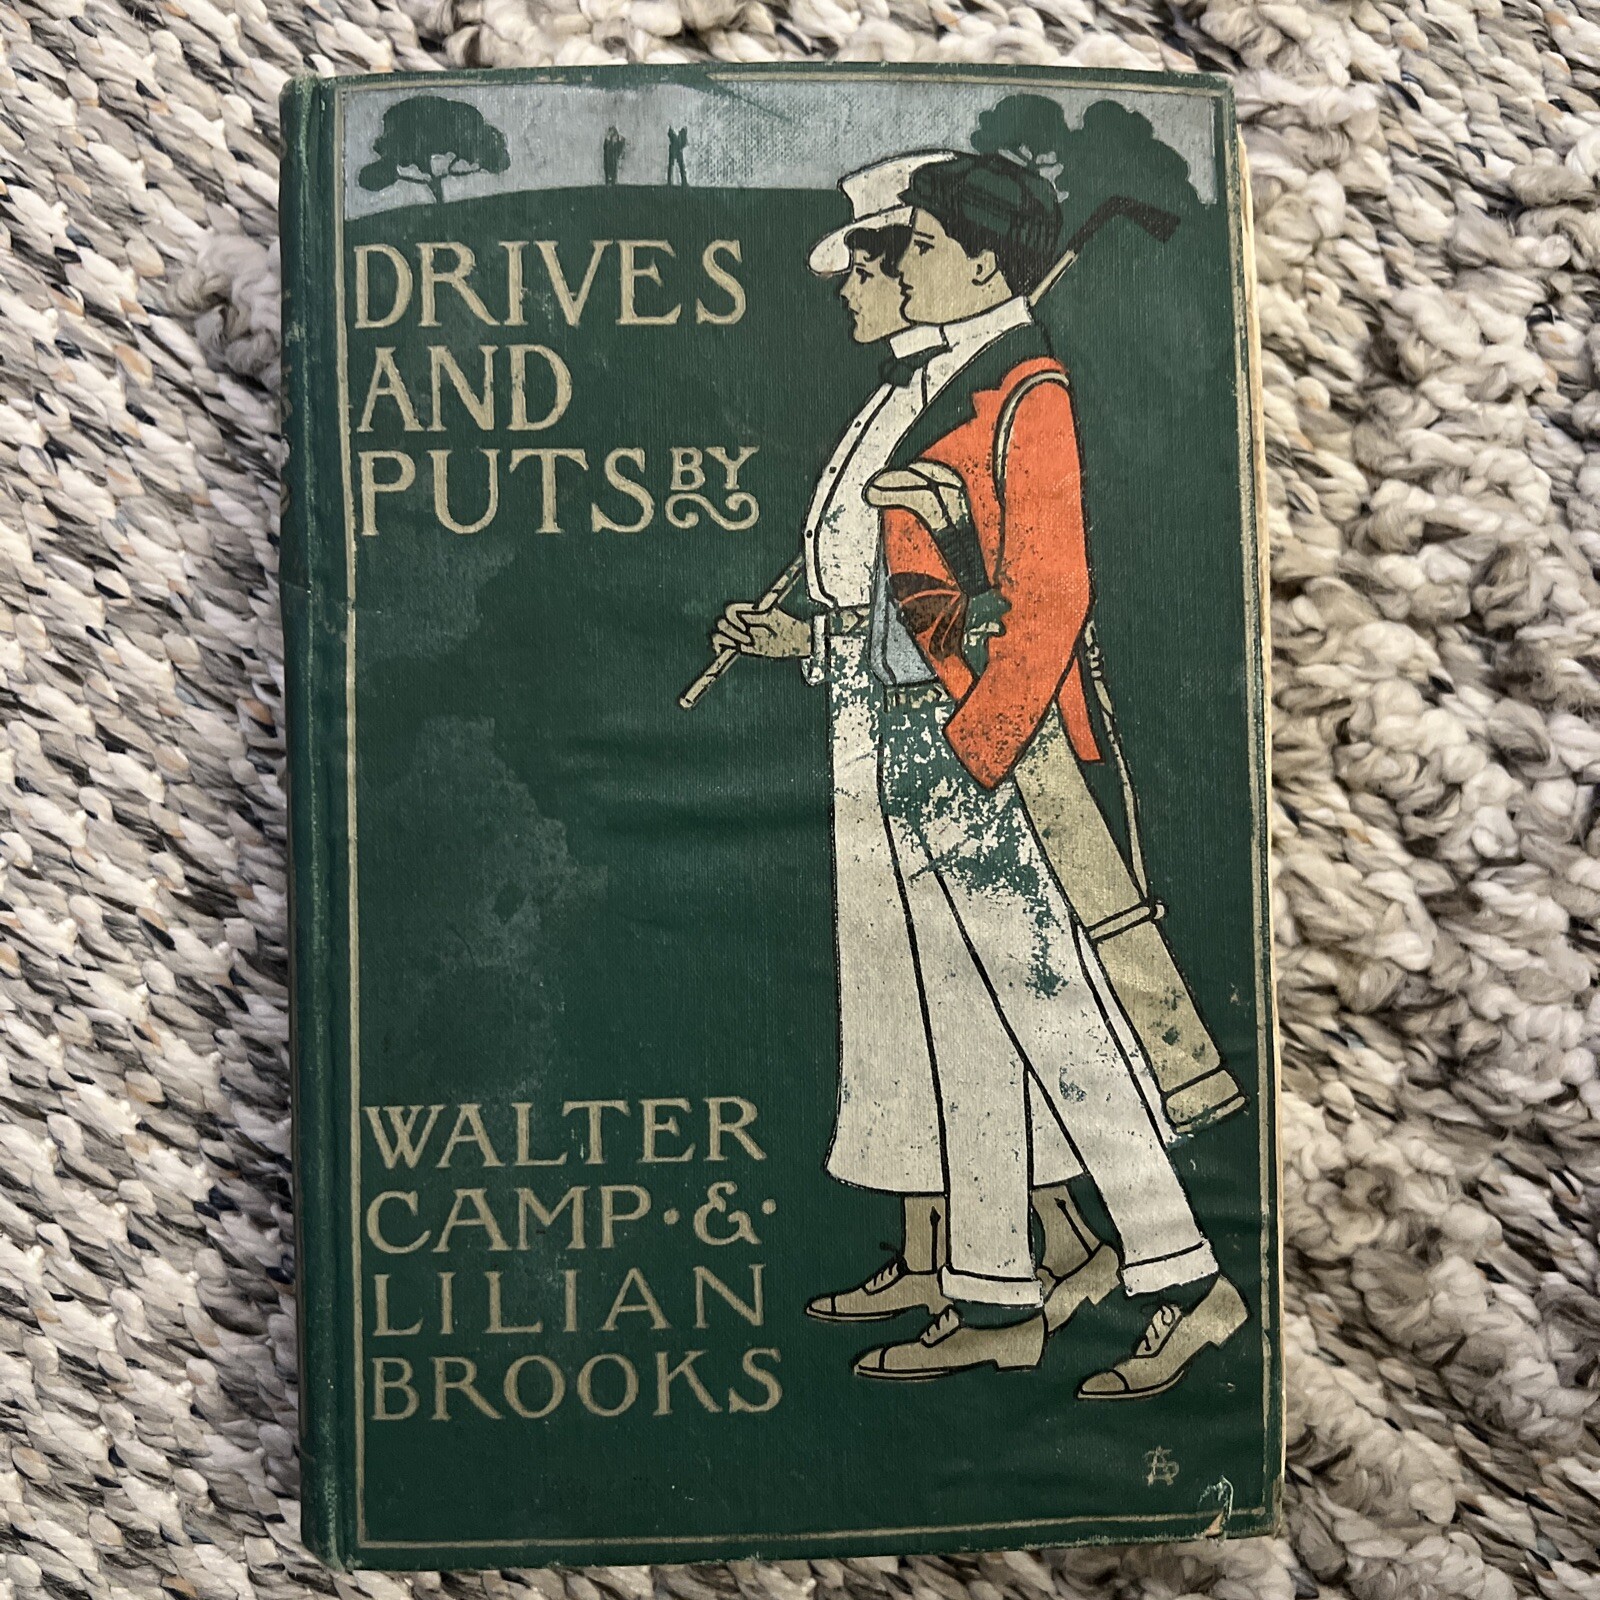 DRIVES
AND
PUTS BY
WALTER
CAMP·&·
LILIAN
BROOKS